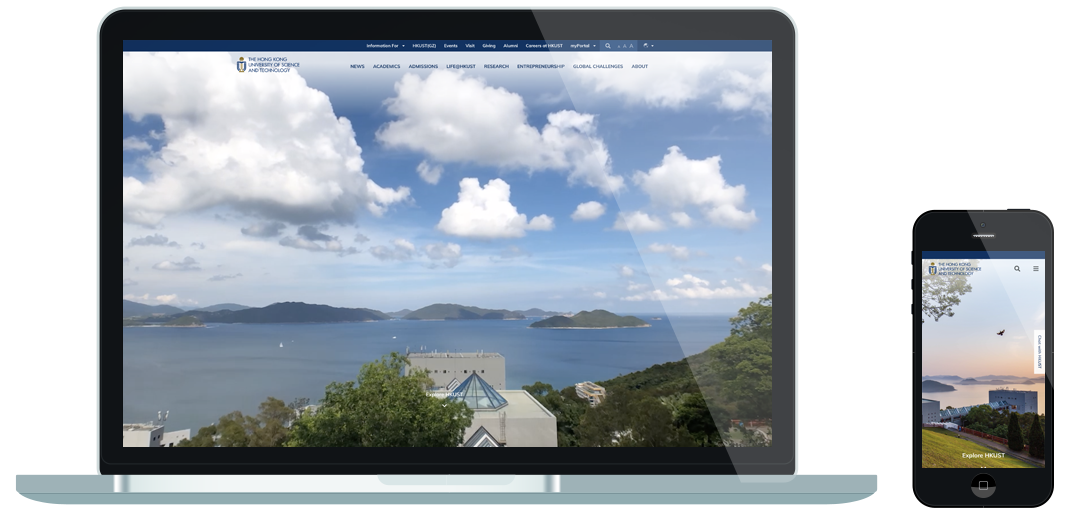 Information For HKUST(GZ) Events Visit Giving Alumni Careers at HKUST myPortal A A A
THE HONG KONG
UNIVERSITY OF SCIENCE
AND TECHNOLOGY
NEWS ACADEMICS ADMISSIONS LIFE@HKUST RESEARCH ENTREPRENEURSHIP GLOBAL CHALLENGES ABOUT
Explore HKUST
THE HONG KONG
UNIVERSITY OF SCIENCE
AND TECHNOLOGY
Chat with HKUST
Explore HKUST